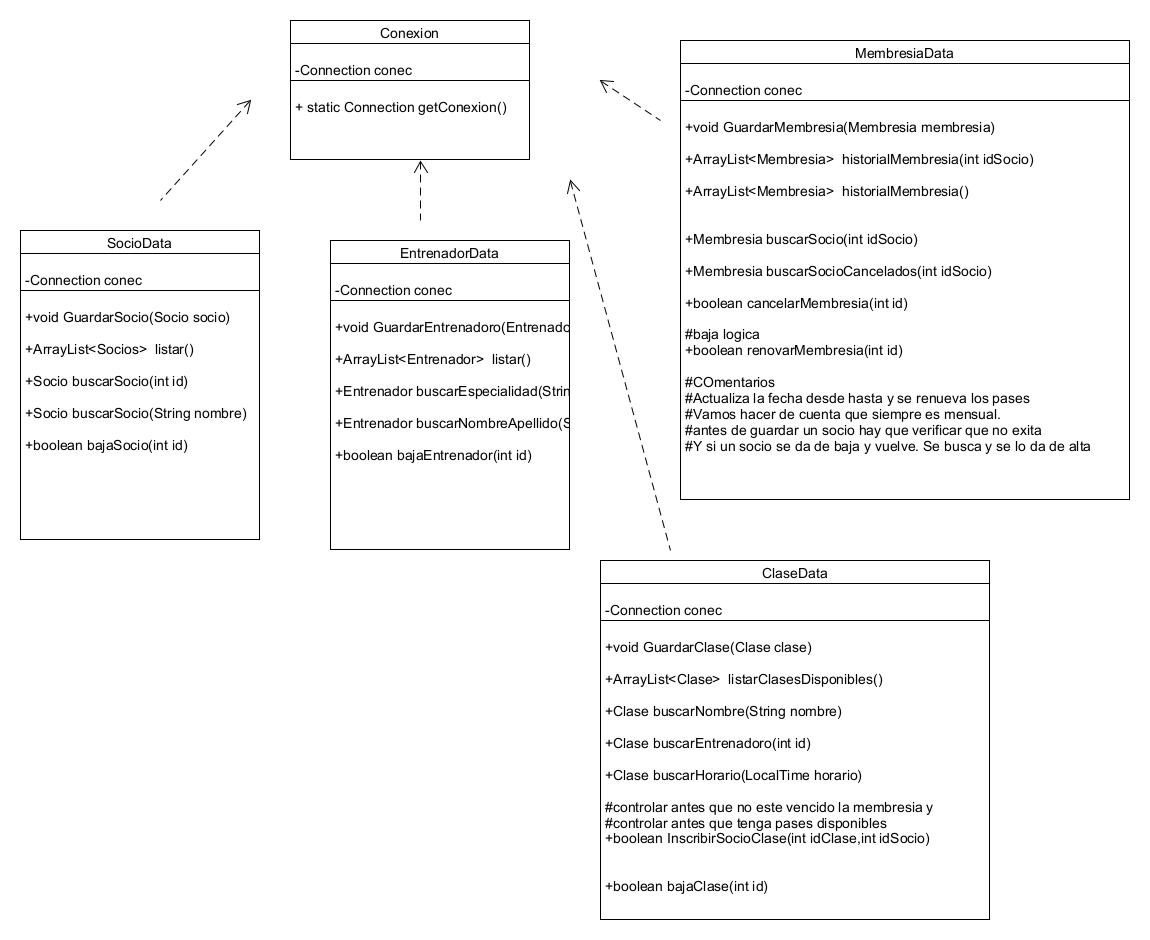 Conexion
-Connection conec
+ static Connection getConexion()
MembresiaData
-Connection conec
+void GuardarMembresia(Membresia membresia)
+ArrayList<Membresia>  historialMembresia(int idSocio)
+ArrayList<Membresia>  historialMembresia()
+Membresia buscarSocio(int idSocio)
+Membresia buscarSocioCancelados(int idSocio)
+boolean cancelarMembresia(int id)
#baja logica
+boolean renovarMembresia(int id)
#COmentarios
#Actualiza la fecha desde hasta y se renueva los pases
#Vamos hacer de cuenta que siempre es mensual.
#antes de guardar un socio hay que verificar que no exita
#Y si un socio se da de baja y vuelve. Se busca y se lo da de alta
SocioData
-Connection conec
+void GuardarSocio(Socio socio)
+ArrayList<Socios>  listar()
+Socio buscarSocio(int id)
+Socio buscarSocio(String nombre)
+boolean bajaSocio(int id)
EntrenadorData
-Connection conec
+void GuardarEntrenadoro(Entrenado
+ArrayList<Entrenador>  listar()
+Entrenador buscarEspecialidad(Strin
+Entrenador buscarNombreApellido(S
+boolean bajaEntrenador(int id)
ClaseData
-Connection conec
+void GuardarClase(Clase clase)
+ArrayList<Clase>  listarClasesDisponibles()
+Clase buscarNombre(String nombre)
+Clase buscarEntrenadoro(int id)
+Clase buscarHorario(LocalTime horario)
#controlar antes que no este vencido la membresia y
#controlar antes que tenga pases disponibles
+boolean InscribirSocioClase(int idClase,int idSocio)
+boolean bajaClase(int id)